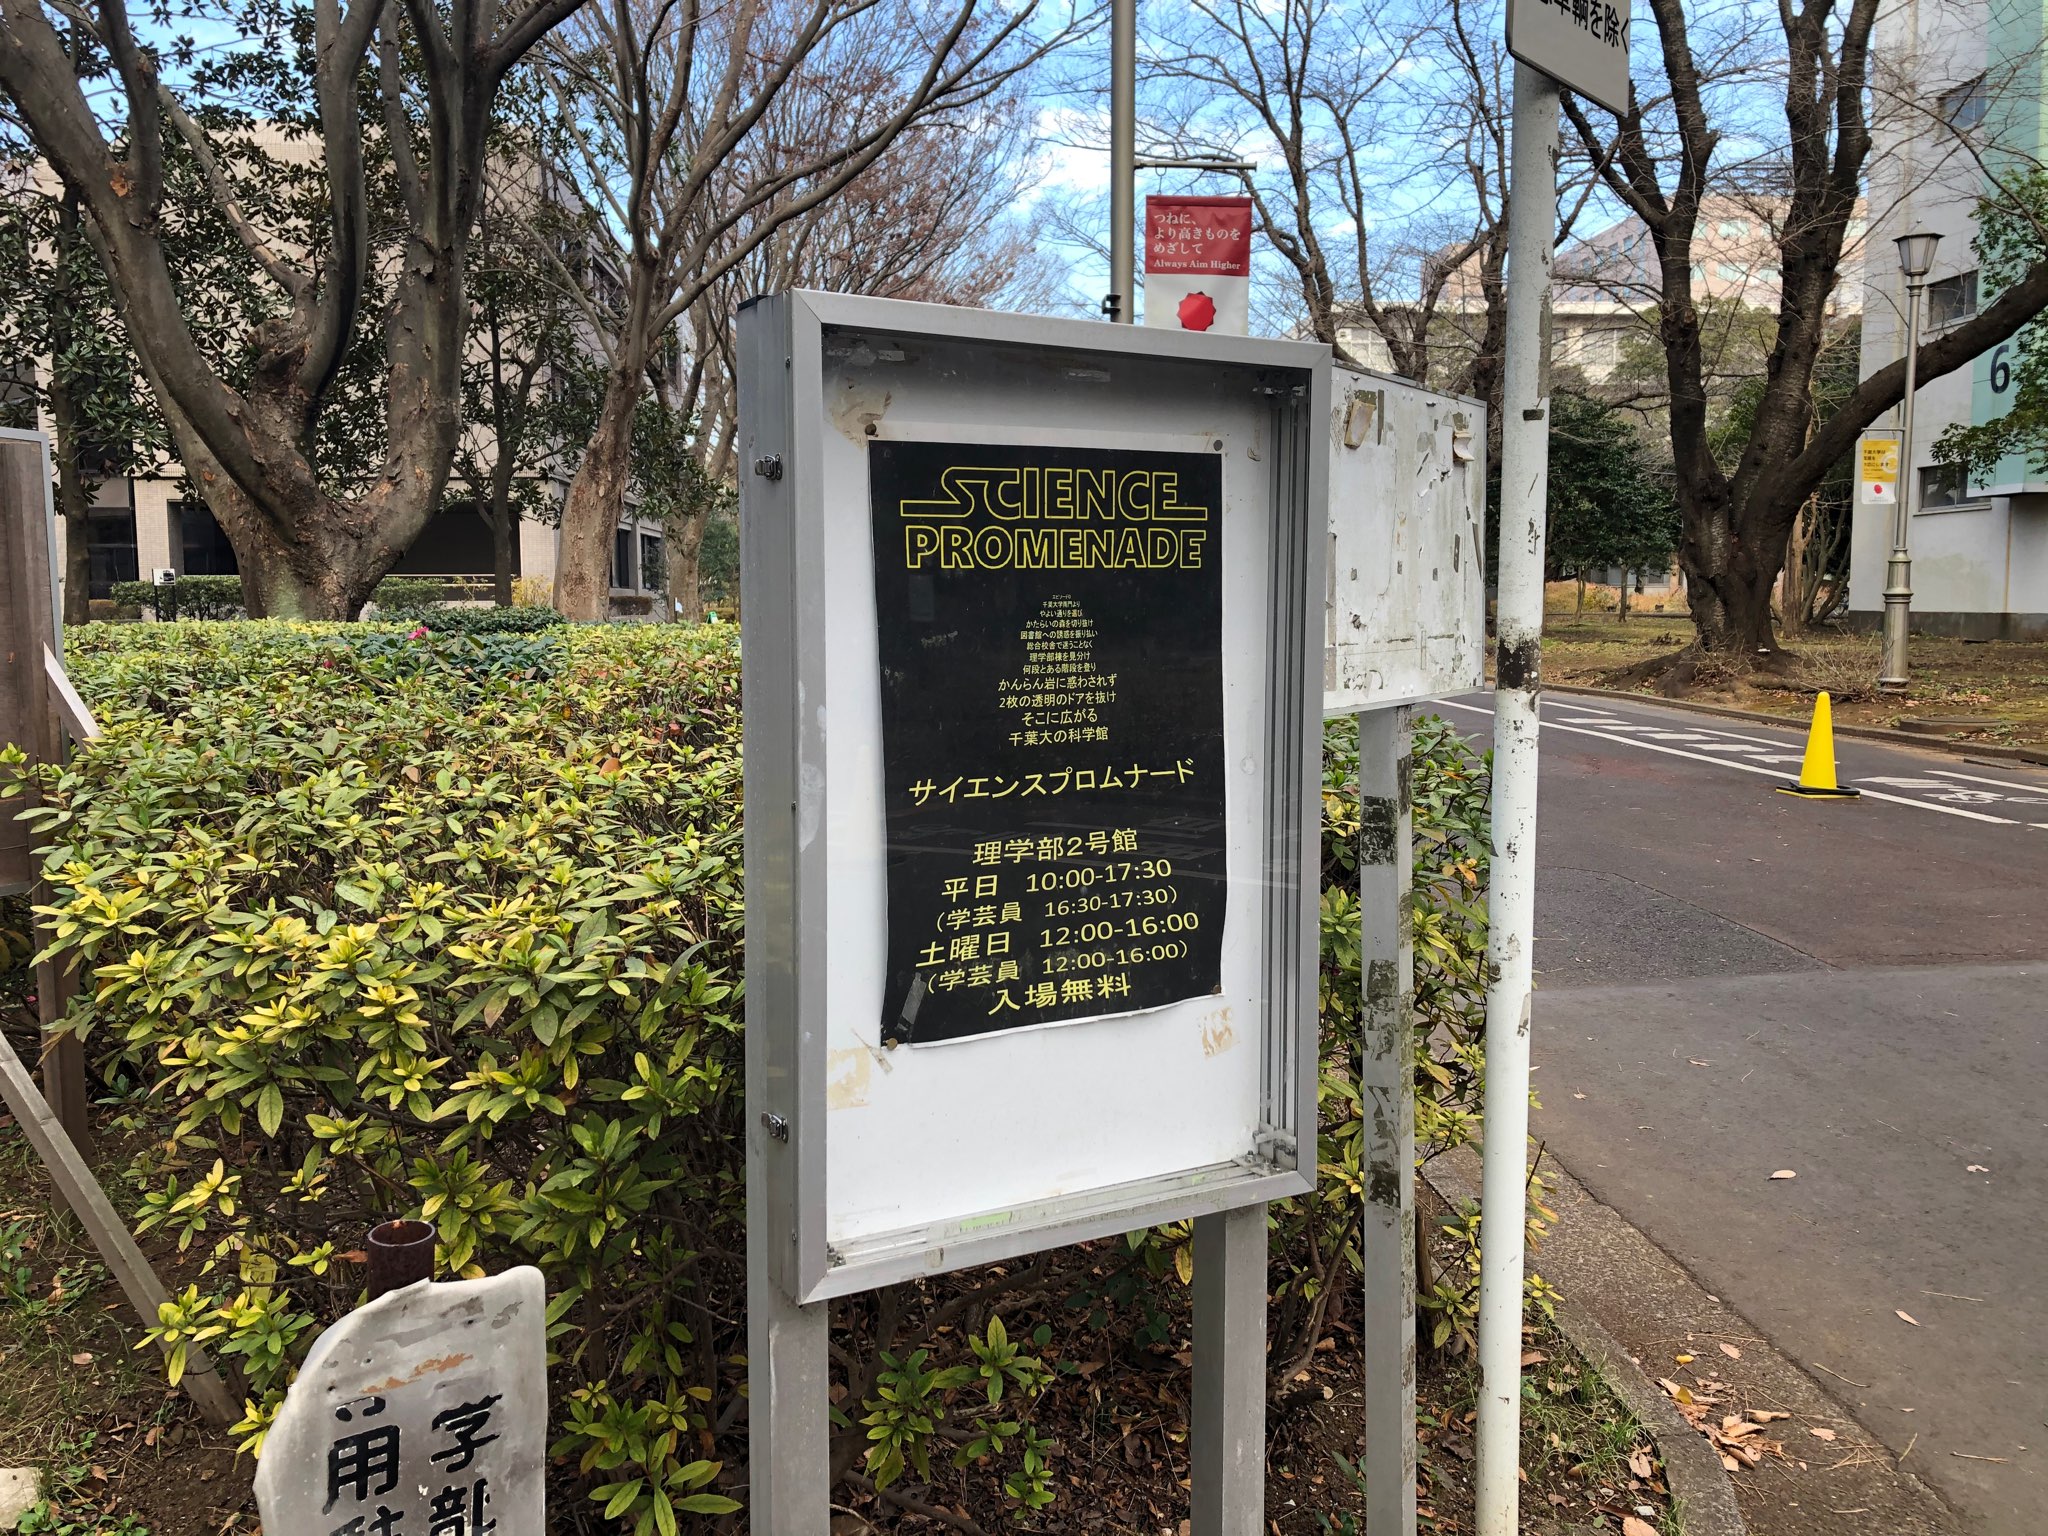 車輌を除く
つねに、
より高きものを
めざして
Always Aim Higher
6
SCIENCE
PROMENADE
千葉大学南門より
やよい通りを進み
かたらいの森を切り抜け
図書館への誘惑を振り払い
総合校舎で迷うことなく
理学部棟を見分け
何段とある階段を登り
かんらん岩に惑わされず
2枚の透明のドアを抜け
そこに広がる
千葉大の科学館
サイエンスプロムナード
理学部2号館
平日 10:00-17:30
(学芸員 16:30-17:30)
土曜日 12:00-16:00
(学芸員 12:00-16:00)
入場無料
学部
用